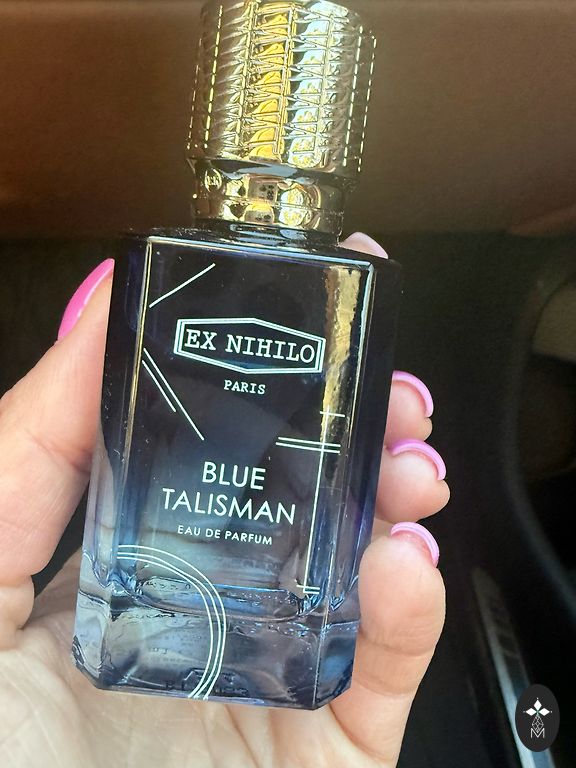 EX NIHILO
PARIS
BLUE
TALISMAN
EAU DE PARFUM